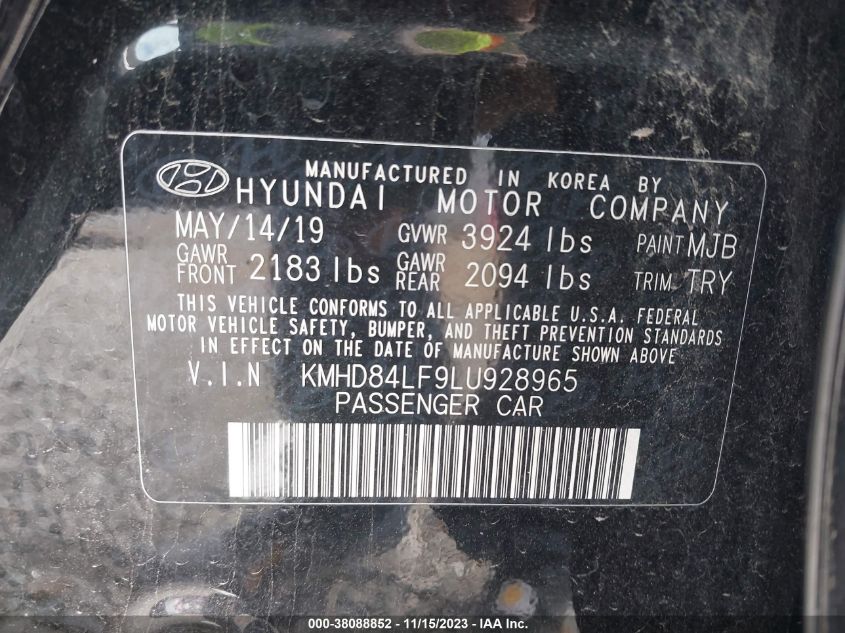 MANUFACTURED IN KOREA BY
HYUNDAI MOTOR COMPANY
MAY/14/19 GVWR 3924 lbs PAINT MJB
GAWR FRONT 2183 lbs GAWR REAR 2094 lbs TRIM TRY
THIS VEHICLE CONFORMS TO ALL APPLICABLE U.S.A. FEDERAL
MOTOR VEHICLE SAFETY, BUMPER, AND THEFT PREVENTION STANDARDS
IN EFFECT ON THE DATE OF MANUFACTURE SHOWN ABOVE
V.I.N KMHD84LF9LU928965
PASSENGER CAR
000-38088852 - 11/15/2023 - IAA Inc.